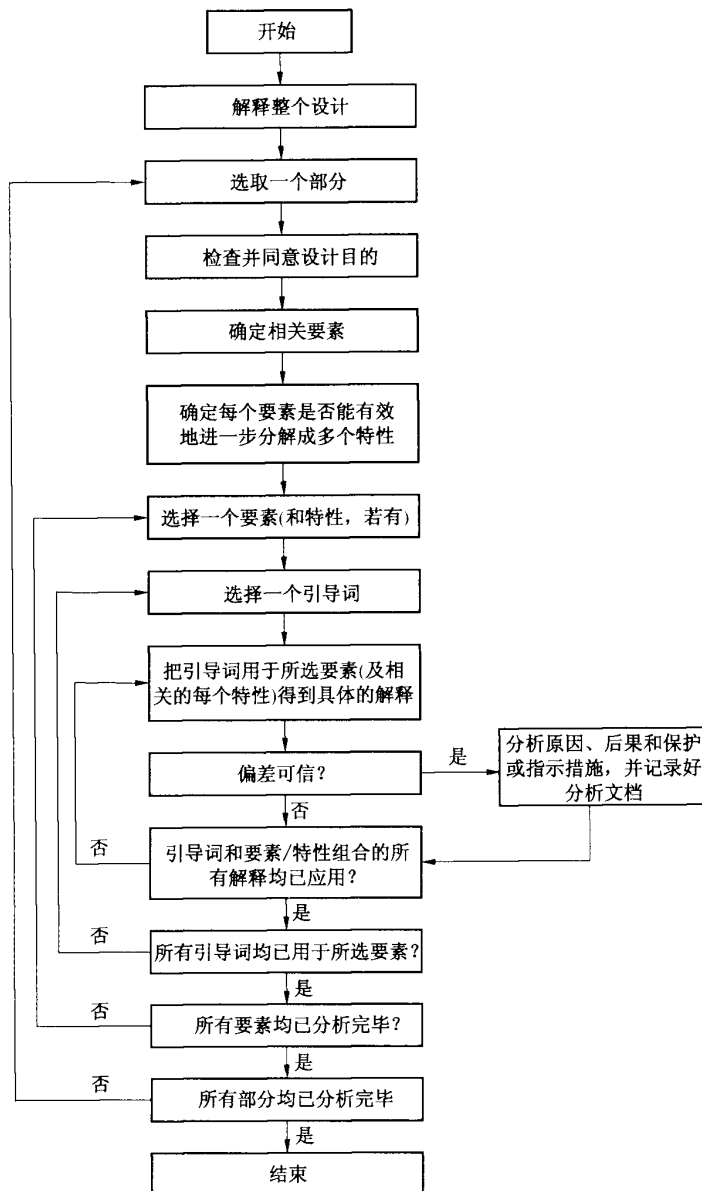 开始
解释整个设计
选取一个部分
检查并同意设计目的
确定相关要素
确定每个要素是否能有效
地进一步分解成多个特性
选择一个要素(和特性，若有)
选择一个引导词
把引导词用于所选要素(及相
关的每个特性)得到具体的解释
偏差可信？
是
分析原因、后果和保护
或指示措施，并记录好
分析文档
否
否
引导词和要素/特性组合的所
有解释均已应用？
是
否
所有引导词均已用于所选要素？
是
否
所有要素均已分析完毕？
是
否
所有部分均已分析完毕
是
结束